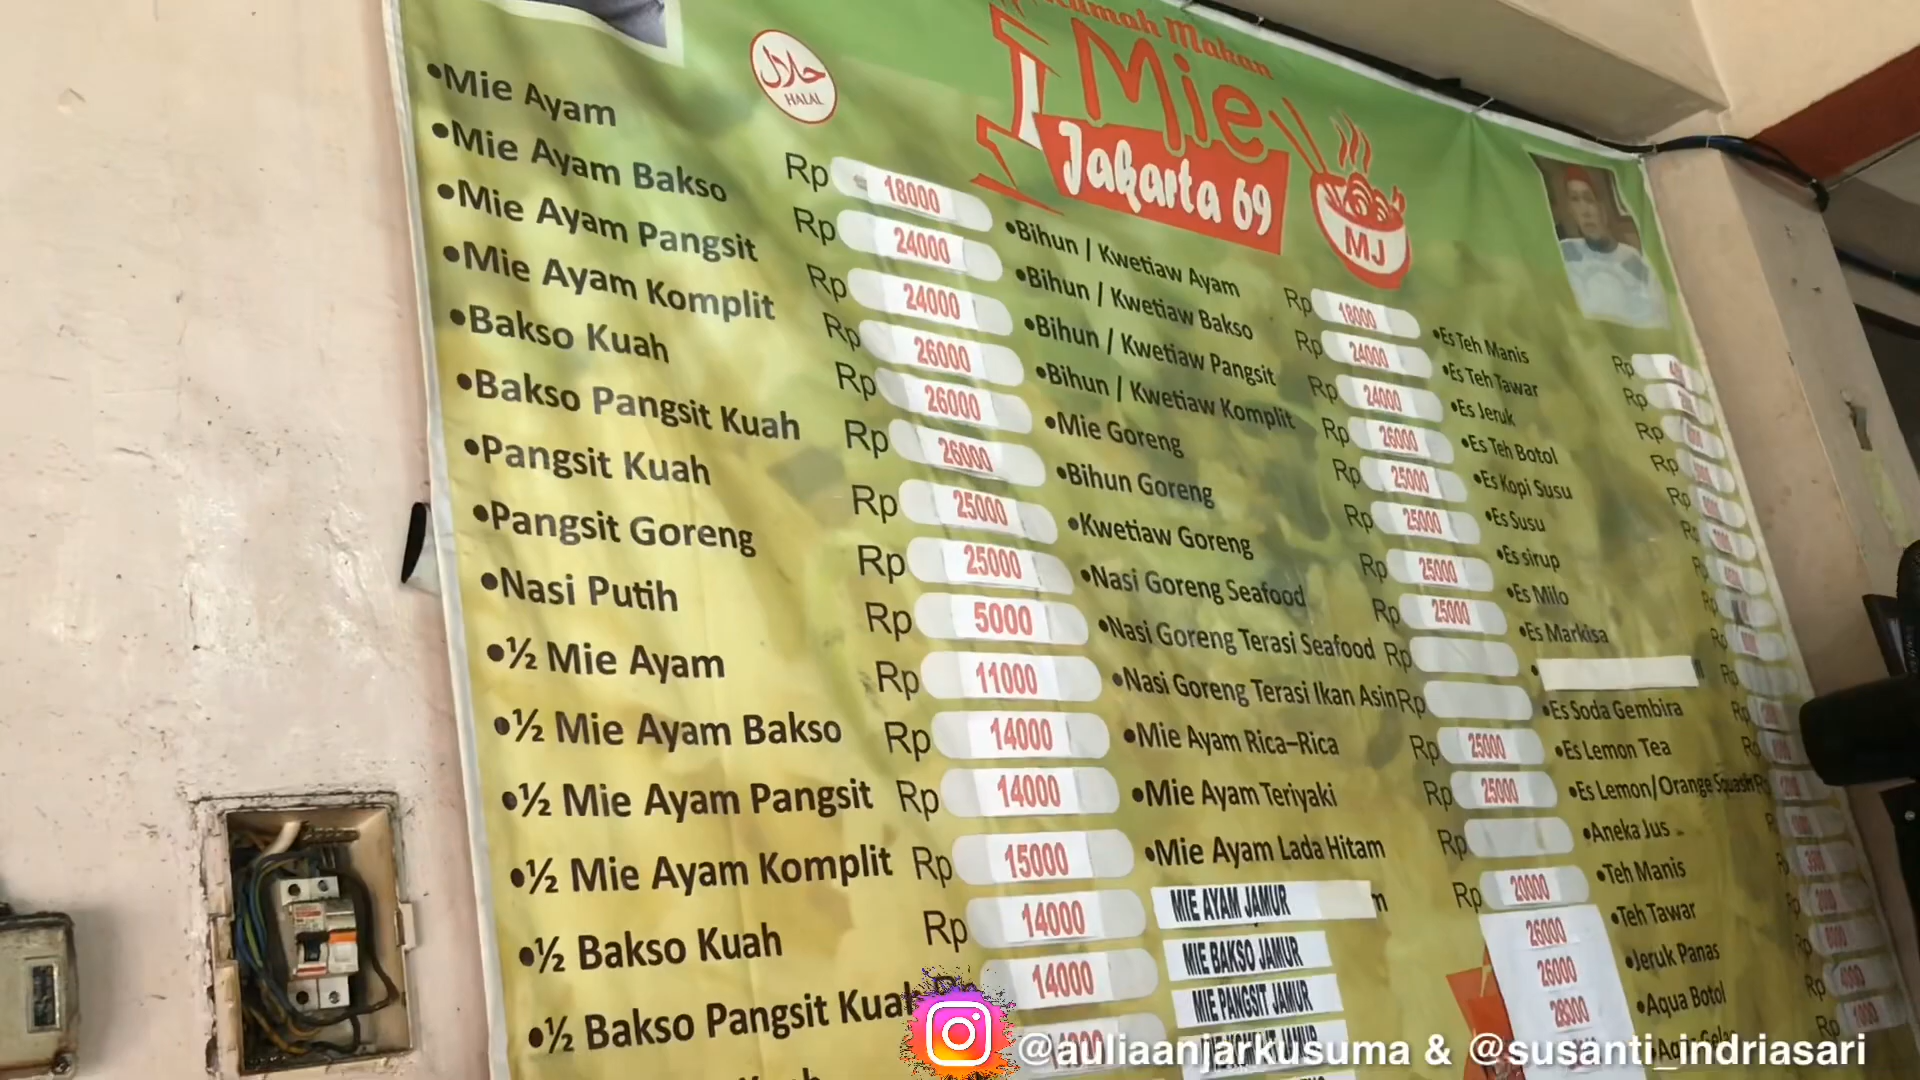 Rumah Makan
Mie
Jakarta 69
MJ
حلال
HALAL
•Mie Ayam Rp 18000
•Mie Ayam Bakso Rp 24000
•Mie Ayam Pangsit Rp 24000
•Mie Ayam Komplit Rp 26000
•Bakso Kuah Rp 26000
•Bakso Pangsit Kuah Rp 26000
•Pangsit Kuah Rp 25000
•Pangsit Goreng Rp 25000
•Nasi Putih Rp 5000
•½ Mie Ayam Rp 11000
•½ Mie Ayam Bakso Rp 14000
•½ Mie Ayam Pangsit Rp 14000
•½ Mie Ayam Komplit Rp 15000
•½ Bakso Kuah Rp 14000
•½ Bakso Pangsit Kuah 14000
•Bihun / Kwetiaw Ayam Rp 18000
•Bihun / Kwetiaw Bakso Rp 24000
•Bihun / Kwetiaw Pangsit Rp 24000
•Bihun / Kwetiaw Komplit Rp 26000
•Mie Goreng Rp 25000
•Bihun Goreng Rp 25000
•Kwetiaw Goreng Rp 25000
•Nasi Goreng Seafood Rp 25000
•Nasi Goreng Terasi Seafood Rp
•Nasi Goreng Terasi Ikan Asin Rp
•Mie Ayam Rica-Rica Rp 25000
•Mie Ayam Teriyaki Rp 25000
•Mie Ayam Lada Hitam Rp
MIE AYAM JAMUR Rp 20000
MIE BAKSO JAMUR 26000
MIE PANGSIT JAMUR 26000
JAMUR 28000
•Es Teh Manis Rp
•Es Teh Tawar Rp
•Es Jeruk Rp
•Es Teh Botol Rp
•Es Kopi Susu Rp
•Es Susu Rp
•Es sirup Rp
•Es Milo Rp
•Es Markisa Rp
•Es Soda Gembira Rp
•Es Lemon Tea Rp
•Es Lemon/Orange Squash Rp
•Aneka Jus
•Teh Manis
•Teh Tawar
•Jeruk Panas
•Aqua Botol
@auliaanjarkusuma & @susanti_indriasari